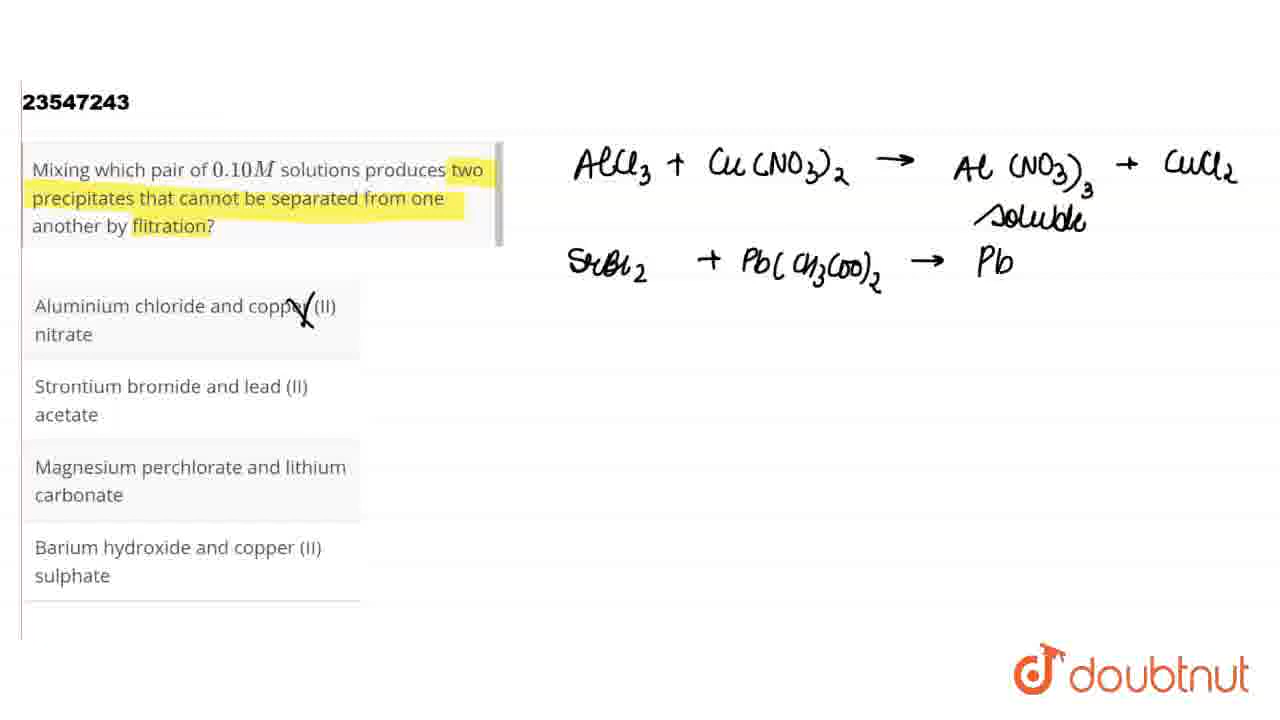 23547243
Mixing which pair of 0.10M solutions produces two
precipitates that cannot be separated from one
another by flitration?
Aluminium chloride and copper (II)
nitrate
Strontium bromide and lead (II)
acetate
Magnesium perchlorate and lithium
carbonate
Barium hydroxide and copper (II)
sulphate
AlCl3 + Cu(NO3)2 → Al(NO3)3 + CuCl2
soluble
SrBr2 + Pb(CH3COO)2 → Pb
doubtnut